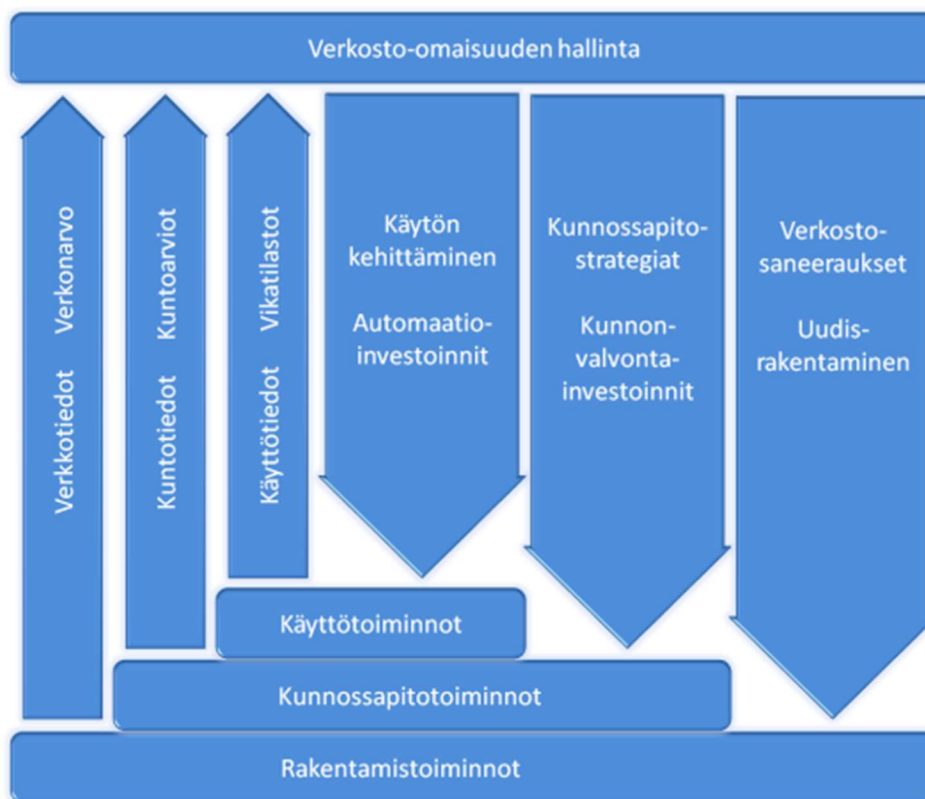 Verkosto-omaisuuden hallinta
Verkkotiedot Verkonarvo
Kuntotiedot Kuntoarviot
Käyttötiedot Vikatilastot
Käytön
kehittäminen
Automaatio-
investoinnit
Kunnossapito-
strategiat
Kunnon-
valvonta-
investoinnit
Verkosto-
saneeraukset
Uudis-
rakentaminen
Käyttötoiminnot
Kunnossapitotoiminnot
Rakentamistoiminnot